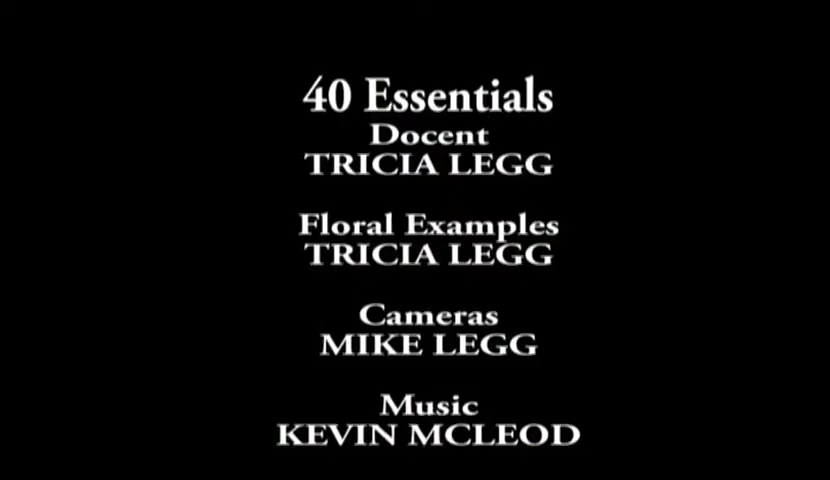 40 Essentials
Docent
TRICIA LEGG
Floral Examples
TRICIA LEGG
Cameras
MIKE LEGG
Music
KEVIN MCLEOD